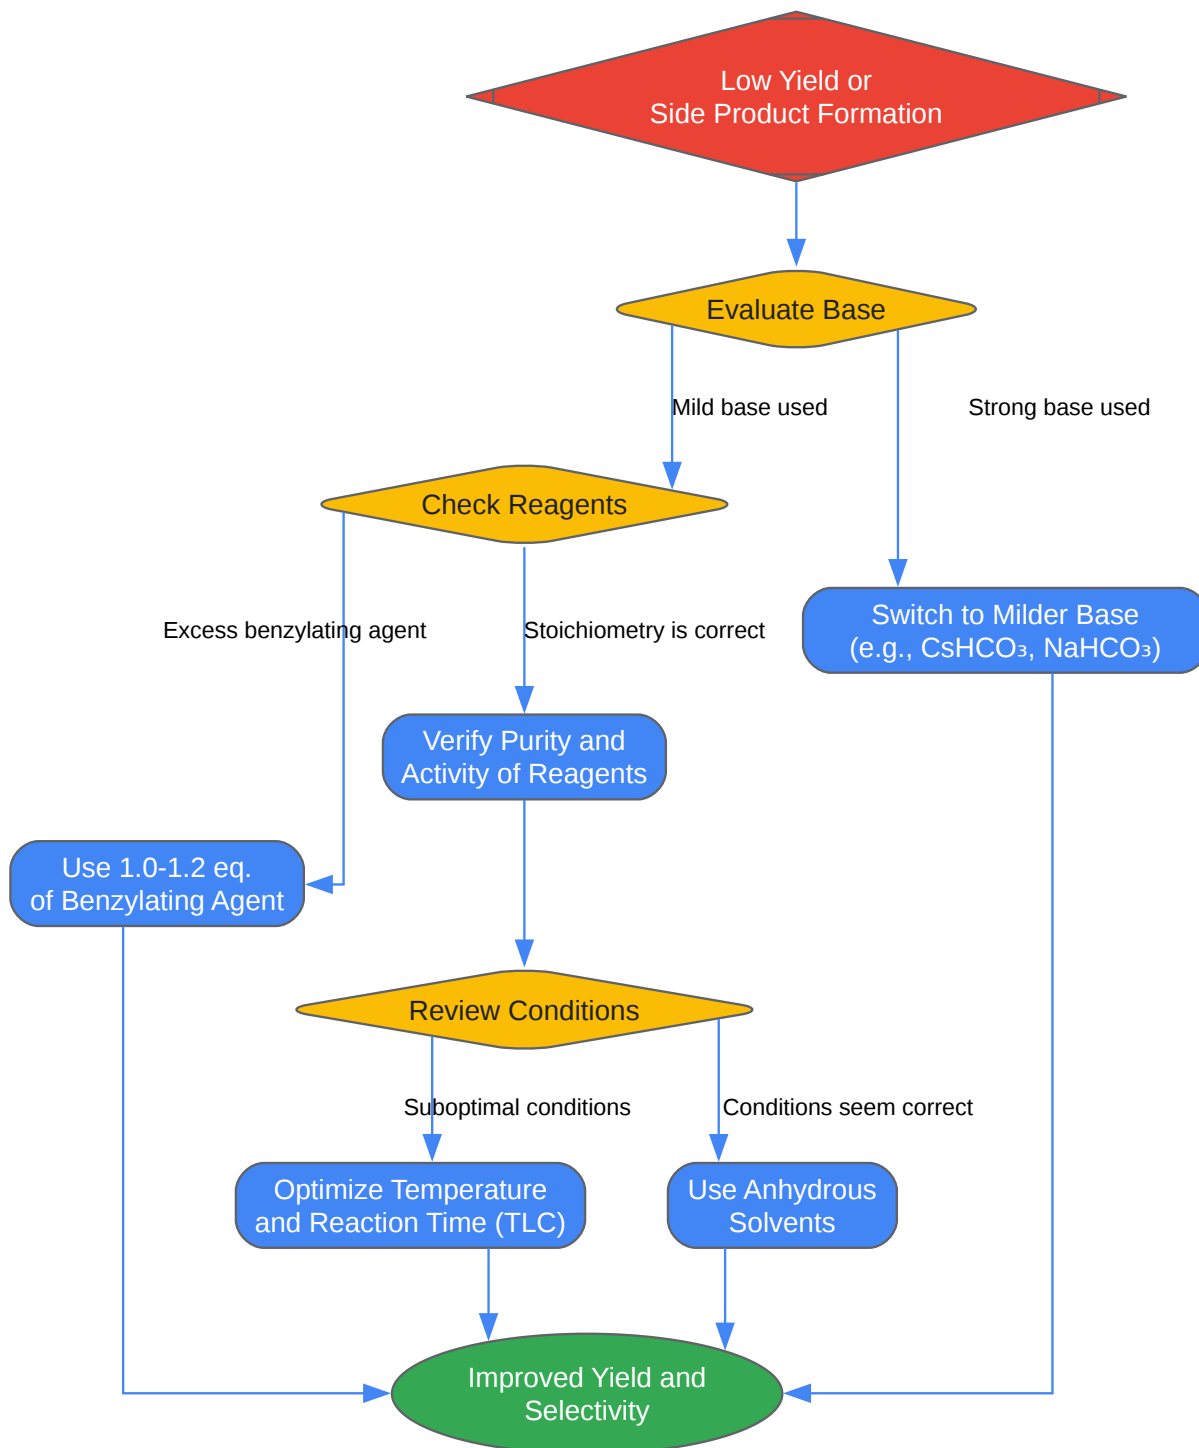 Low Yield or
Side Product Formation
Evaluate Base
Mild base used
Strong base used
Check Reagents
Excess benzylating agent
Stoichiometry is correct
Switch to Milder Base
(e.g., CsHCO₃, NaHCO₃)
Verify Purity and
Activity of Reagents
Use 1.0-1.2 eq.
of Benzylating Agent
Review Conditions
Suboptimal conditions
Conditions seem correct
Optimize Temperature
and Reaction Time (TLC)
Use Anhydrous
Solvents
Improved Yield and
Selectivity